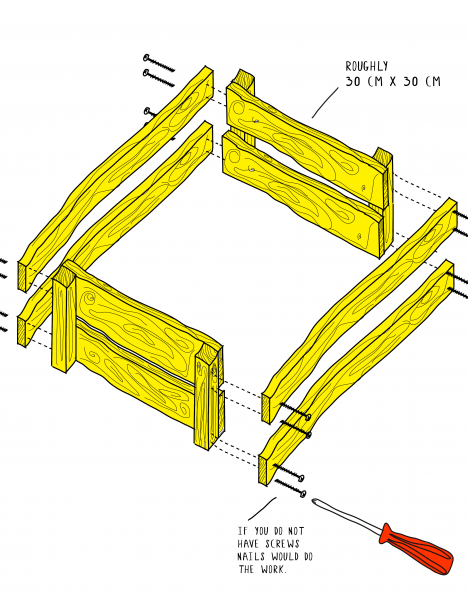 ROUGHLY
30 CM X 30 CM
IF YOU DO NOT
HAVE SCREWS
NAILS WOULD DO
THE WORK.